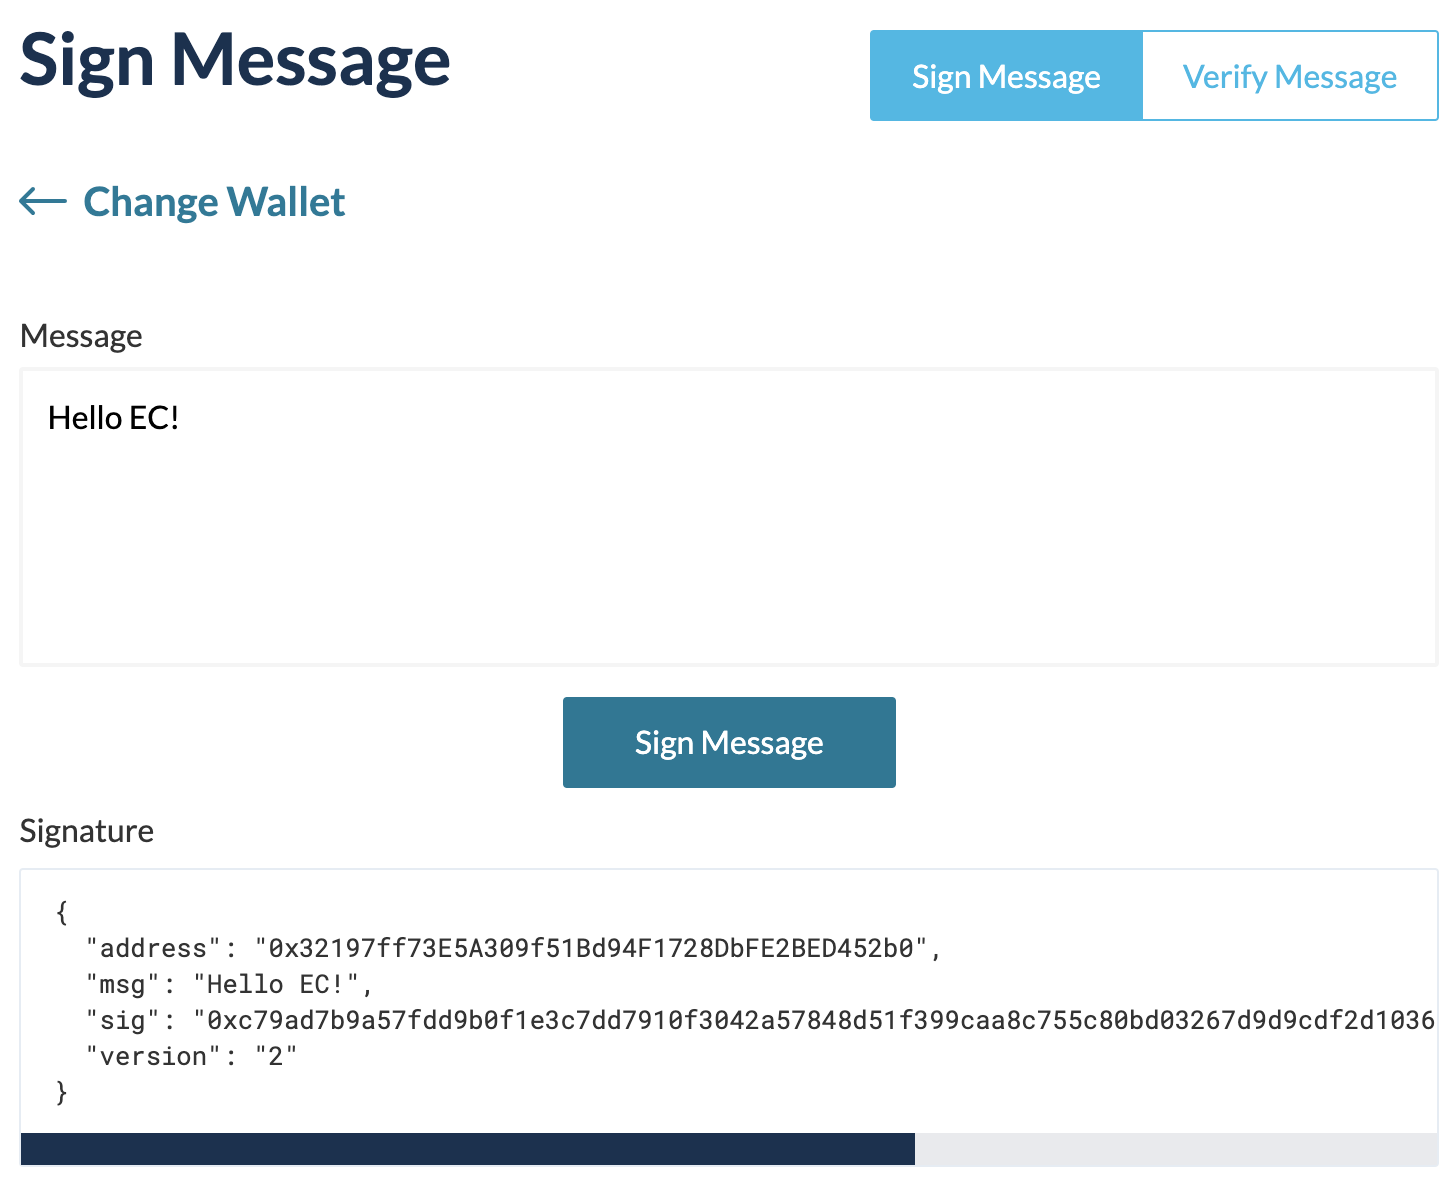 Sign Message
Sign Message
Verify Message
← Change Wallet
Message
Hello EC!
Sign Message
Signature
{
"address": "0x32197ff73E5A309f51Bd94F1728DbFE2BED452b0",
"msg": "Hello EC!",
"sig": "0xc79ad7b9a57fdd9b0f1e3c7dd7910f3042a57848d51f399caa8c755c80bd03267d9d9cdf2d1036
"version": "2"
}